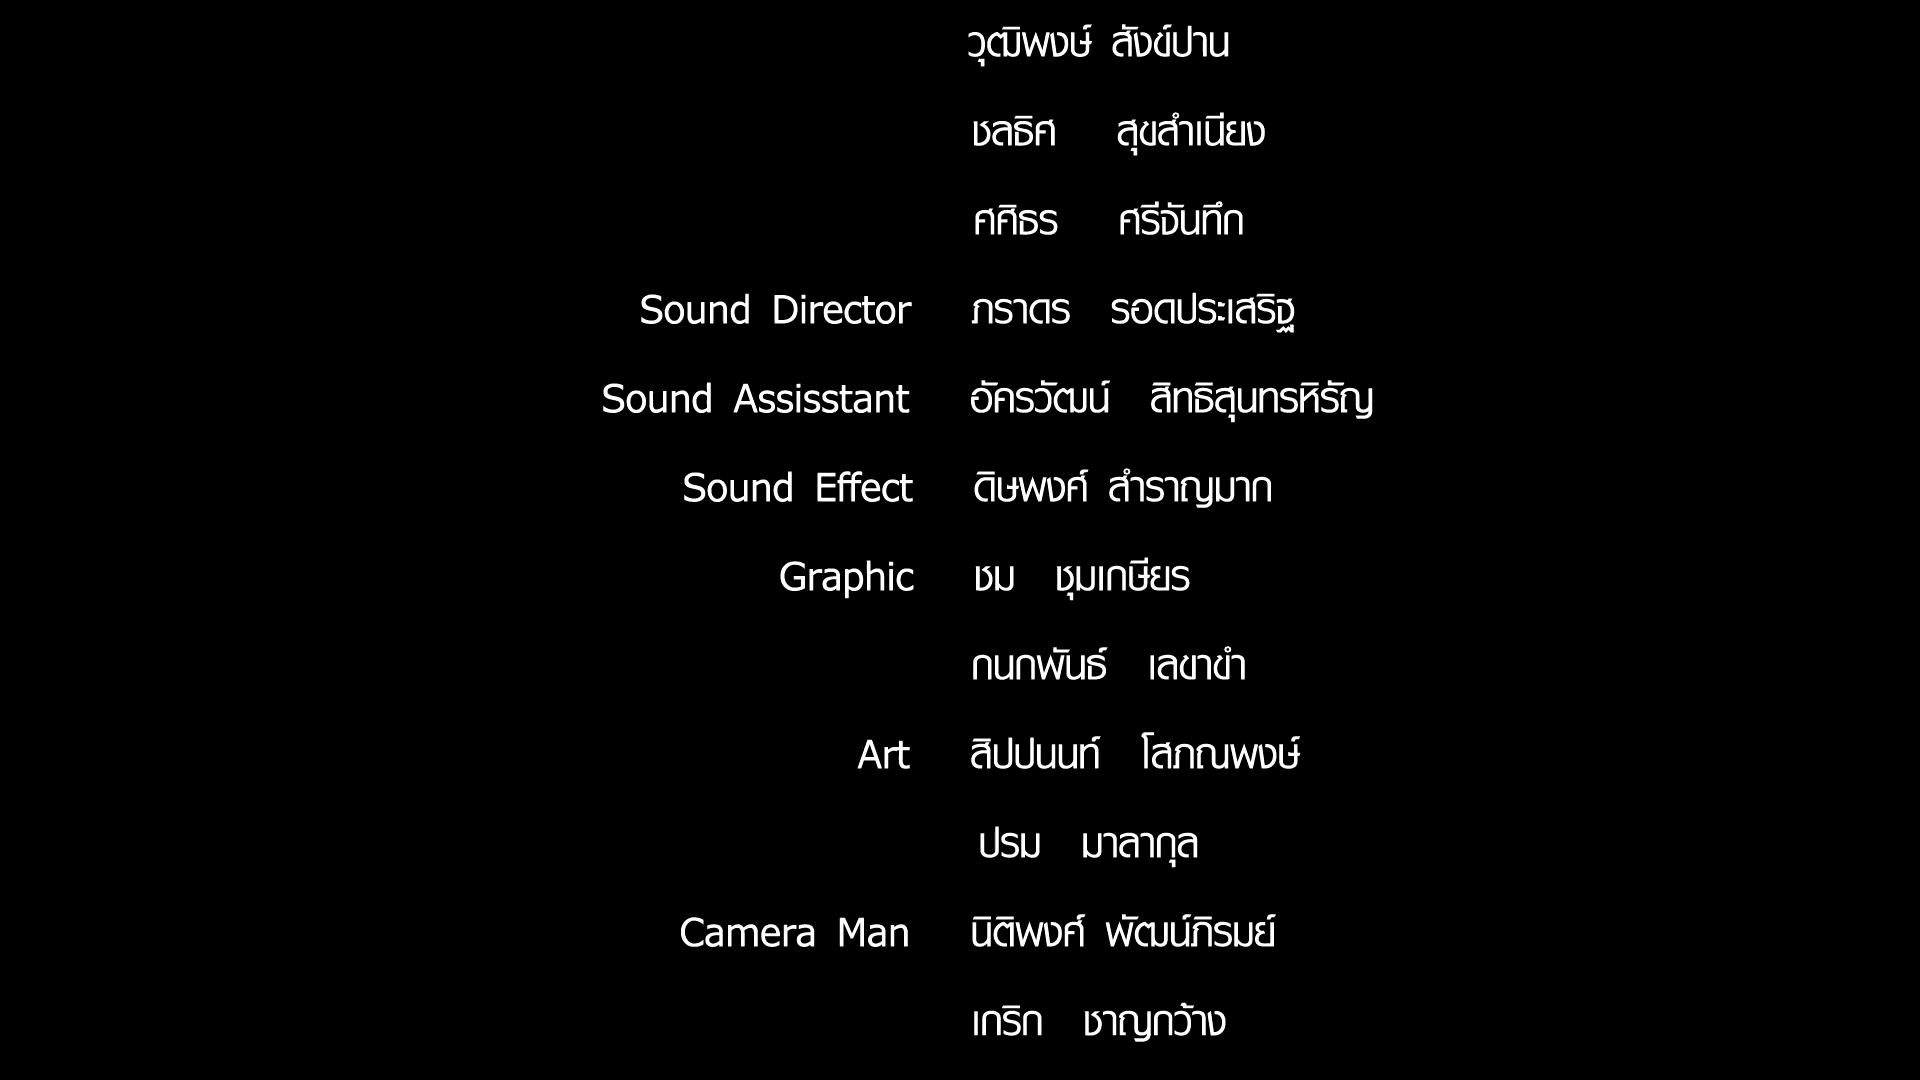 วุฒิพงษ์ สังข์ปาน
ชลธิศ สุขสำเนียง
ศศิธร ศรีจันทึก
Sound Director ภราดร รอดประเสริฐ
Sound Assisstant อัครวัฒน์ สิทธิสุนทรหิรัญ
Sound Effect ดิษพงศ์ สำราญมาก
Graphic ชม ชุมเกษียร
กนกพันธ์ เลขาขำ
Art สิปปนนท์ โสภณพงษ์
ปรม มาลากุล
Camera Man นิติพงศ์ พัฒน์ภิรมย์
เกริก ชาญกว้าง